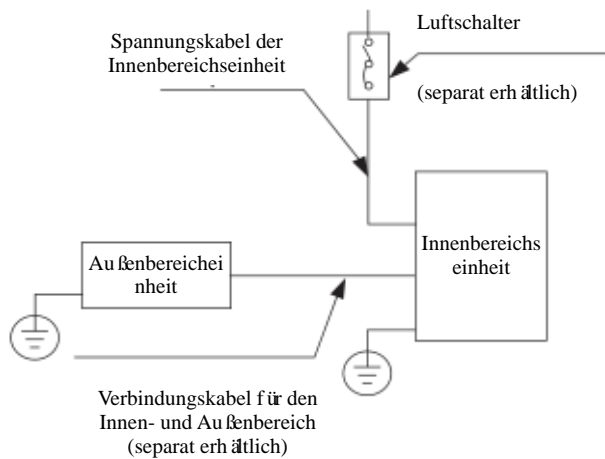 Spannungskabel der
Innenbereichseinheit
Luftschalter
(separat erhältlich)
Innenbereichs
einheit
Außenbereichei
nheit
Verbindungskabel für den
Innen- und Außenbereich
(separat erhältlich)